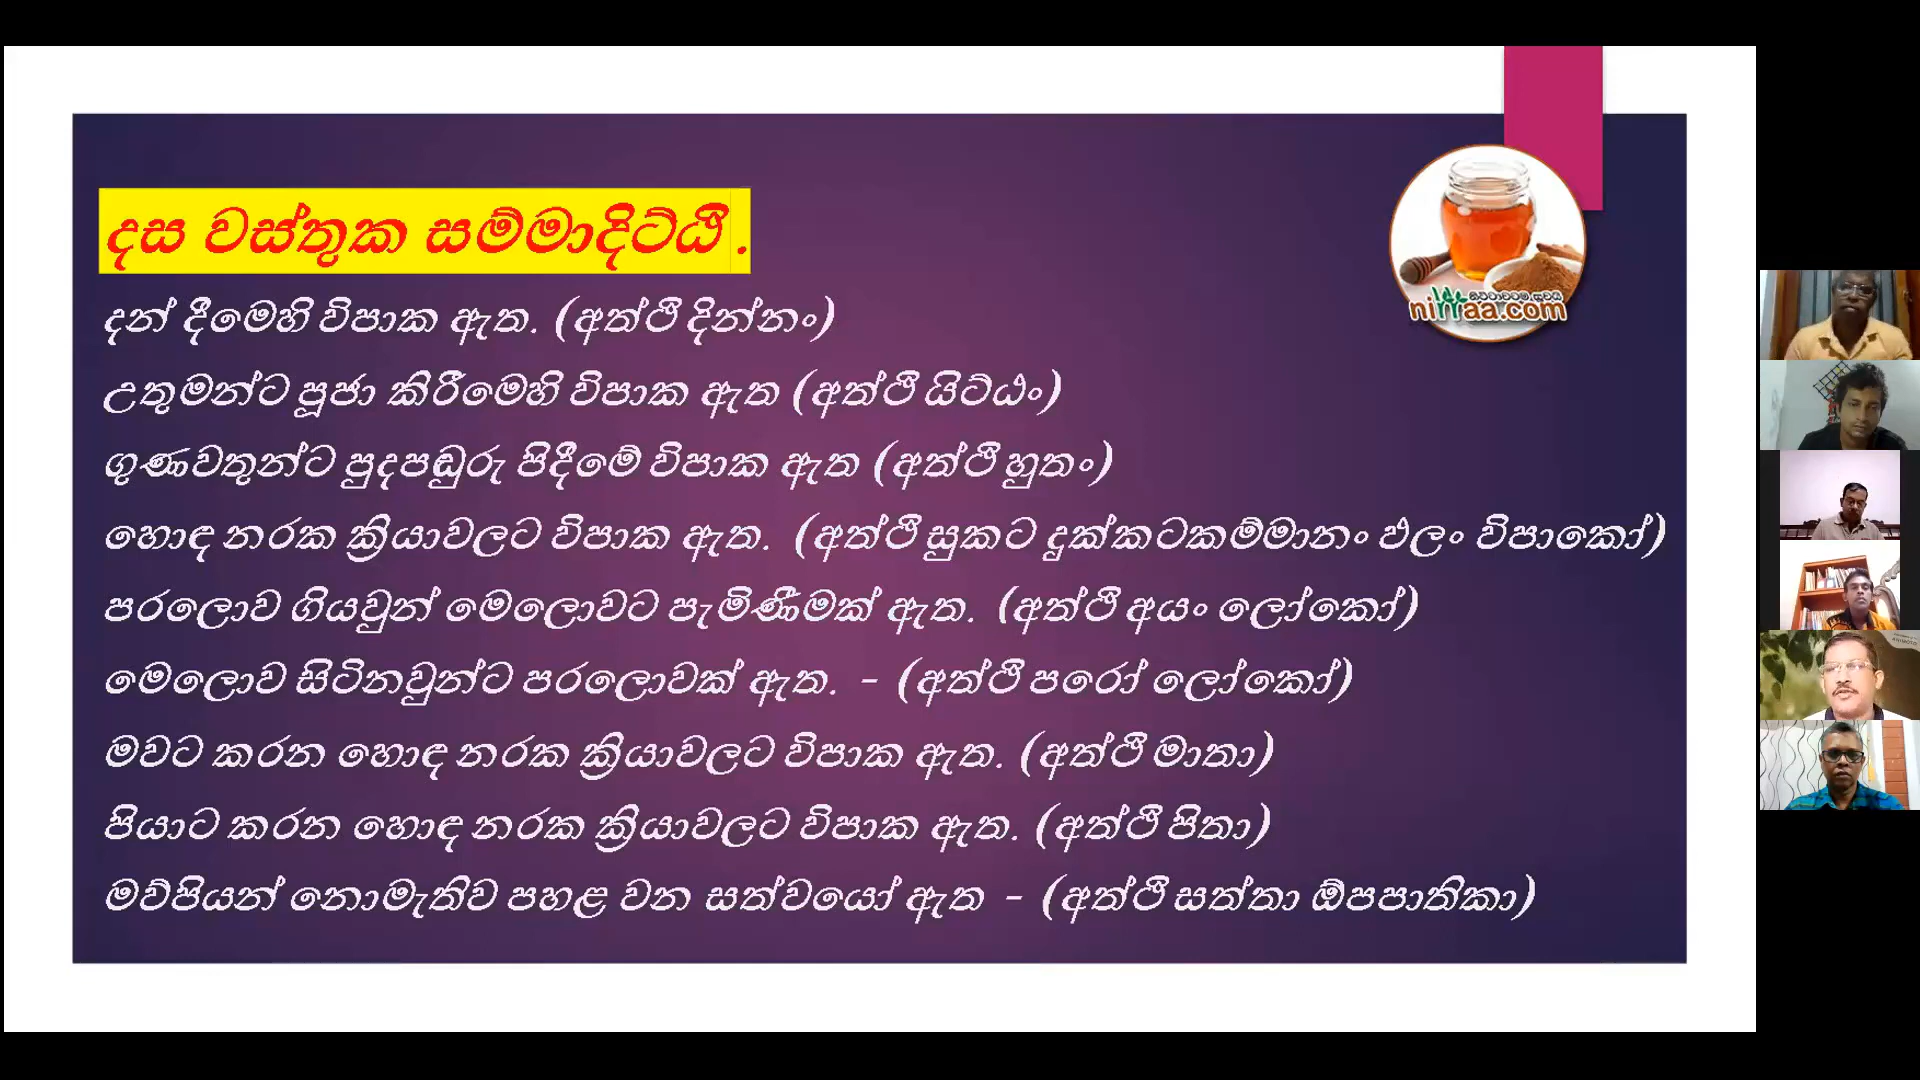 දස වස්තුක සම්මාදිට්ඨි .
දන් දීමෙහි විපාක ඇත. (අත්ථි දින්නං)
උතුමන්ට පූජා කිරීමෙහි විපාක ඇත (අත්ථි යිට්ඨං)
ගුණවතුන්ට පුදපඬුරු පිදීමේ විපාක ඇත (අත්ථි හුතං)
හොඳ නරක ක්‍රියාවලට විපාක ඇත. (අත්ථි සුකට දුක්කටකම්මානං ඵලං විපාකෝ)
පරලොව ගියවුන් මෙලොවට පැමිණීමක් ඇත. (අත්ථි අයං ලෝකෝ)
මෙලොව සිටිනවුන්ට පරලොවක් ඇත. - (අත්ථි පරෝ ලෝකෝ)
මවට කරන හොඳ නරක ක්‍රියාවලට විපාක ඇත. (අත්ථි මාතා)
පියාට කරන හොඳ නරක ක්‍රියාවලට විපාක ඇත. (අත්ථි පිතා)
මව්පියන් නොමැතිව පහළ වන සත්වයෝ ඇත - (අත්ථි සත්තා ඕපපාතිකා)